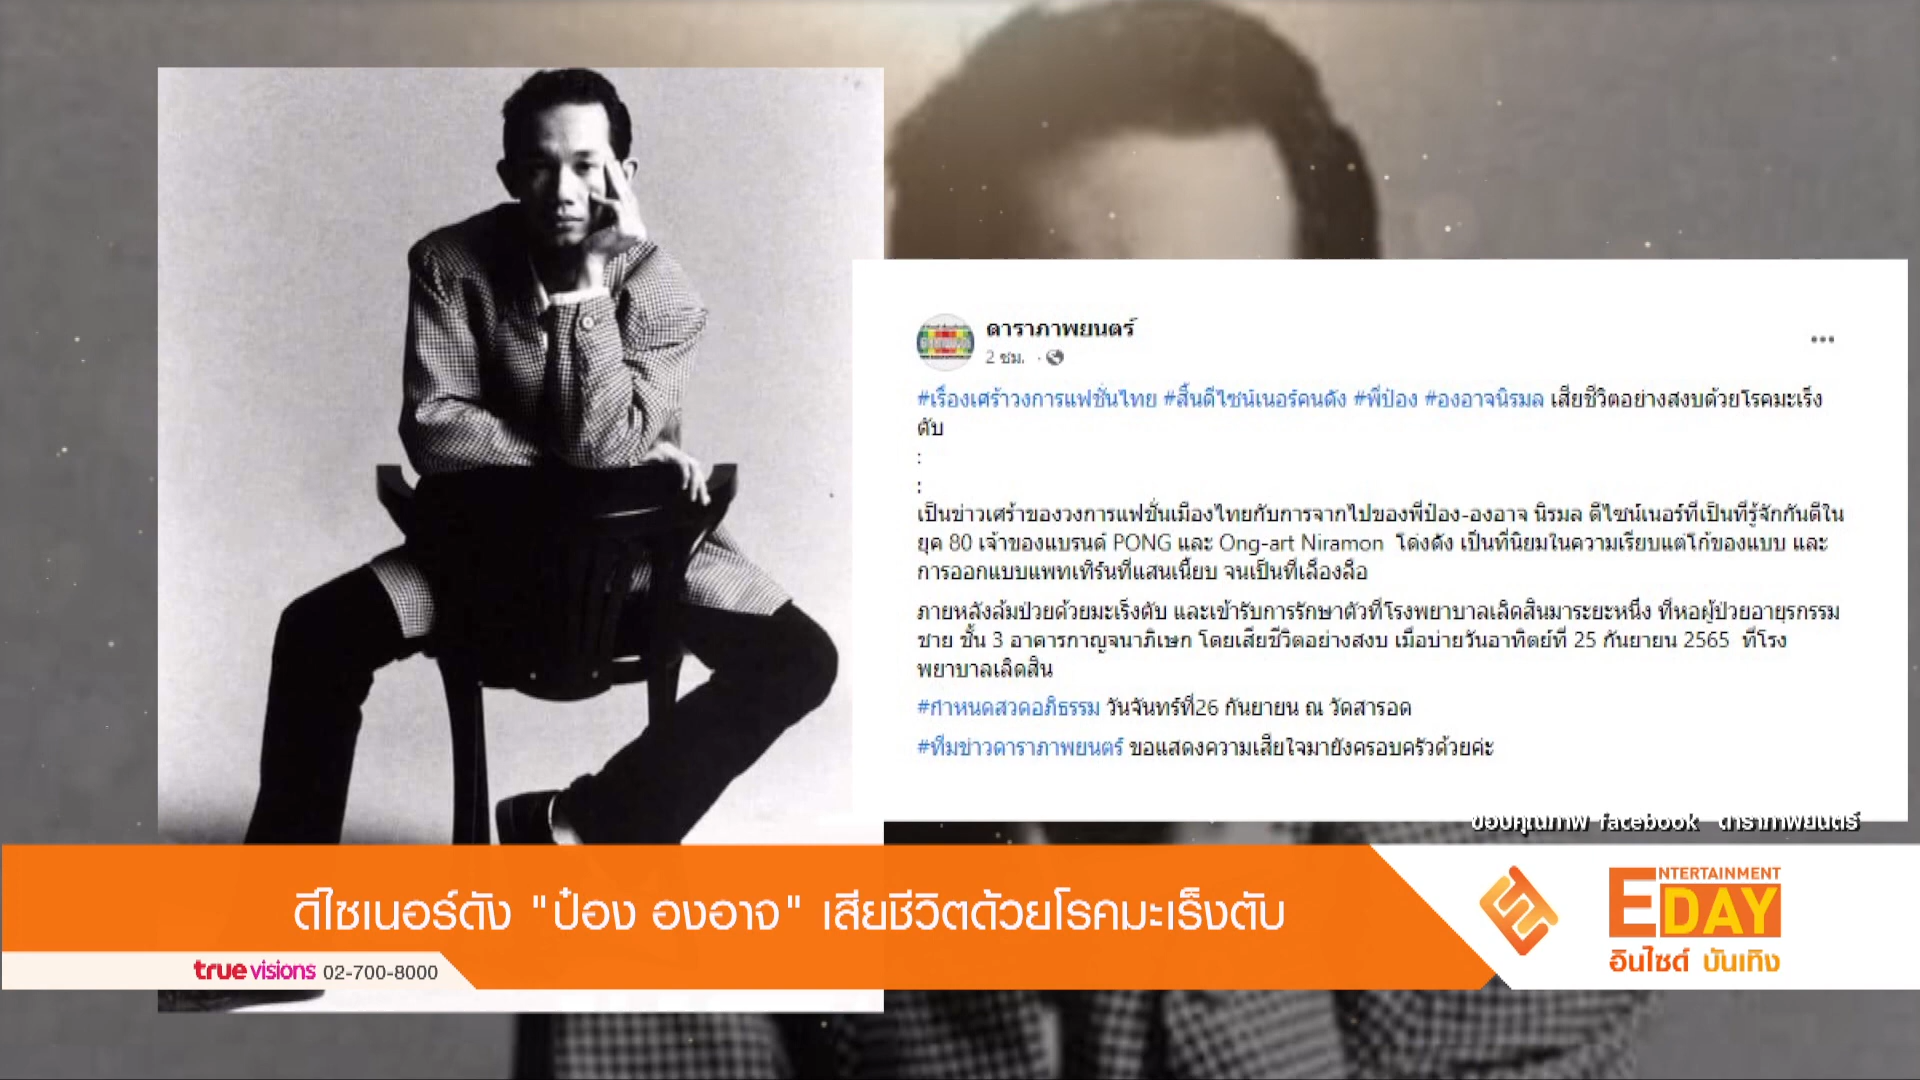 ดาราภาพยนตร์
2 ชม. ·
#เรื่องเศร้าวงการแฟชั่นไทย #สิ้นดีไซน์เนอร์คนดัง #พี่ป๋อง #องอาจนิรมล เสียชีวิตอย่างสงบด้วยโรคมะเร็ง
ตับ
:
:
เป็นข่าวเศร้าของวงการแฟชั่นเมืองไทยกับการจากไปของพี่ป๋อง-องอาจ นิรมล ดีไซน์เนอร์ที่เป็นที่รู้จักกันดีใน
ยุค 80 เจ้าของแบรนด์ PONG และ Ong-art Niramon โด่งดัง เป็นที่นิยมในความเรียบแต่โก้ของแบบ และ
การออกแบบแพทเทิร์นที่แสนเนี้ยบ จนเป็นที่เลื่องลือ
ภายหลังล้มป่วยด้วยมะเร็งตับ และเข้ารับการรักษาตัวที่โรงพยาบาลเลิดสินมาระยะหนึ่ง ที่หอผู้ป่วยอายุรกรรม
ชาย ชั้น 3 อาคารกาญจนาภิเษก โดยเสียชีวิตอย่างสงบ เมื่อบ่ายวันอาทิตย์ที่ 25 กันยายน 2565 ที่โรง
พยาบาลเลิดสิน
#กำหนดสวดอภิธรรม วันจันทร์ที่26 กันยายน ณ วัดสารอด
#ทีมข่าวดาราภาพยนตร์ ขอแสดงความเสียใจมายังครอบครัวด้วยค่ะ
ขอบคุณภาพ facebook ดาราภาพยนตร์
ดีไซเนอร์ดัง "ป๋อง องอาจ" เสียชีวิตด้วยโรคมะเร็งตับ
truevisions 02-700-8000
ENTERTAINMENT
DAY
อินไซด์ บันเทิง